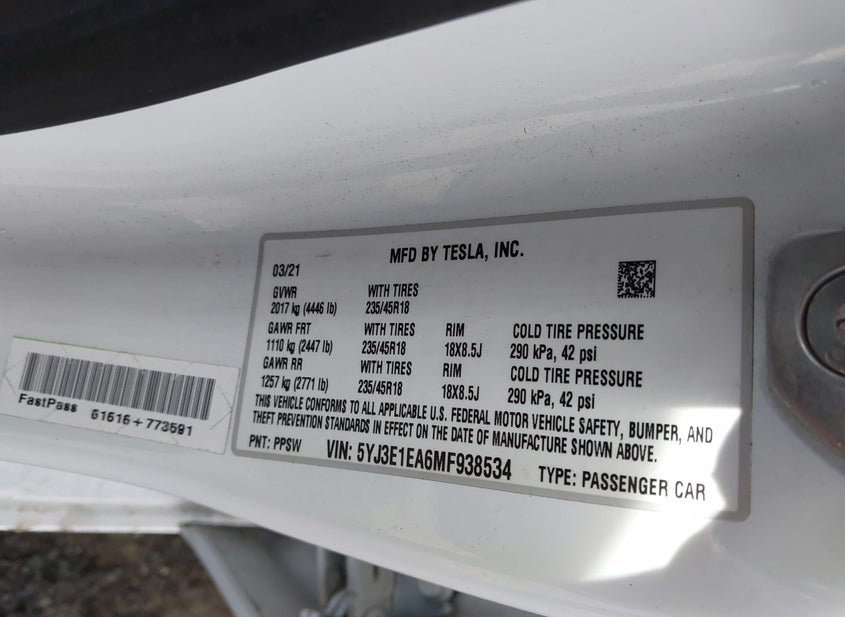 MFD BY TESLA, INC.
03/21
GVWR WITH TIRES
2017 kg (4446 lb) 235/45R18
GAWR FRT WITH TIRES RIM COLD TIRE PRESSURE
1110 kg (2447 lb) 235/45R18 18X8.5J 290 kPa, 42 psi
GAWR RR WITH TIRES RIM COLD TIRE PRESSURE
1257 kg (2771 lb) 235/45R18 18X8.5J 290 kPa, 42 psi
THIS VEHICLE CONFORMS TO ALL APPLICABLE U.S. FEDERAL MOTOR VEHICLE SAFETY, BUMPER, AND
THEFT PREVENTION STANDARDS IN EFFECT ON THE DATE OF MANUFACTURE SHOWN ABOVE.
PNT: PPSW VIN: 5YJ3E1EA6MF938534 TYPE: PASSENGER CAR
FastPass 61616+773591